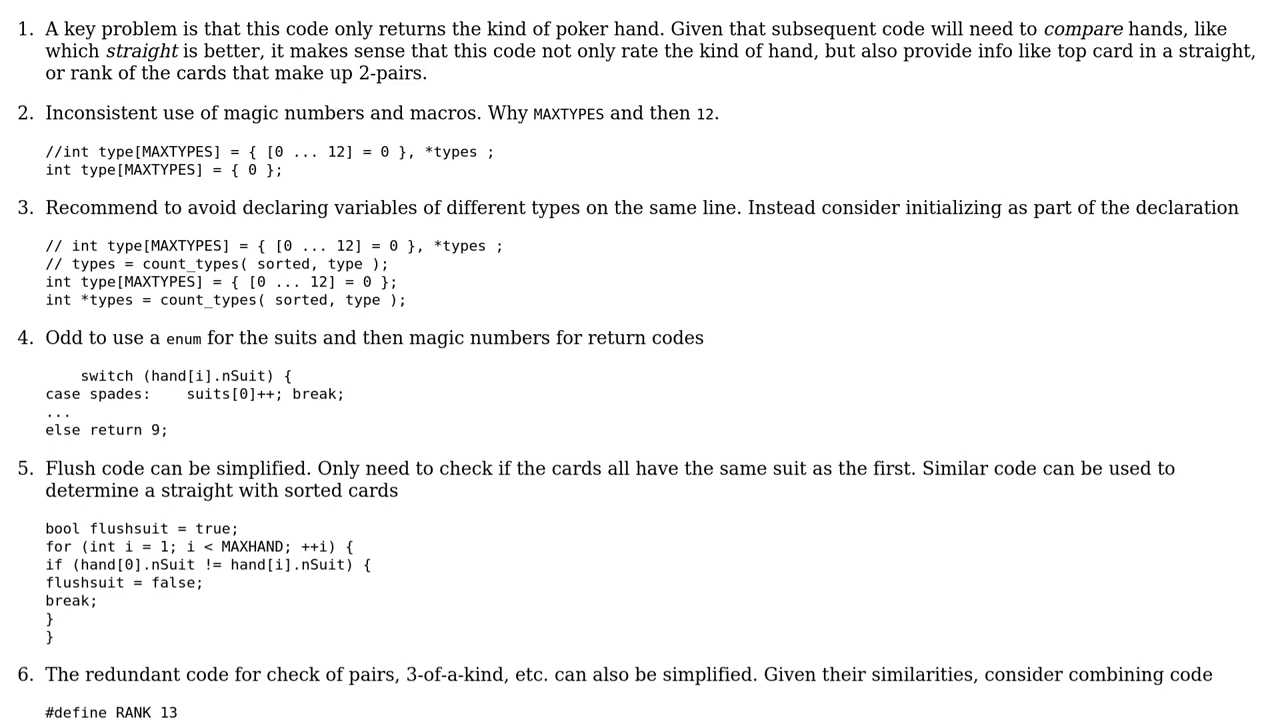 1. A key problem is that this code only returns the kind of poker hand. Given that subsequent code will need to compare hands, like
which straight is better, it makes sense that this code not only rate the kind of hand, but also provide info like top card in a straight,
or rank of the cards that make up 2-pairs.
2. Inconsistent use of magic numbers and macros. Why MAXTYPES and then 12.
//int type[MAXTYPES] = { [0 ... 12] = 0 }, *types ;
int type[MAXTYPES] = { 0 };
3. Recommend to avoid declaring variables of different types on the same line. Instead consider initializing as part of the declaration
// int type[MAXTYPES] = { [0 ... 12] = 0 }, *types ;
// types = count_types( sorted, type );
int type[MAXTYPES] = { [0 ... 12] = 0 };
int *types = count_types( sorted, type );
4. Odd to use a enum for the suits and then magic numbers for return codes
    switch (hand[i].nSuit) {
case spades:    suits[0]++; break;
...
else return 9;
5. Flush code can be simplified. Only need to check if the cards all have the same suit as the first. Similar code can be used to
determine a straight with sorted cards
bool flushsuit = true;
for (int i = 1; i < MAXHAND; ++i) {
if (hand[0].nSuit != hand[i].nSuit) {
flushsuit = false;
break;
}
}
6. The redundant code for check of pairs, 3-of-a-kind, etc. can also be simplified. Given their similarities, consider combining code
#define RANK 13